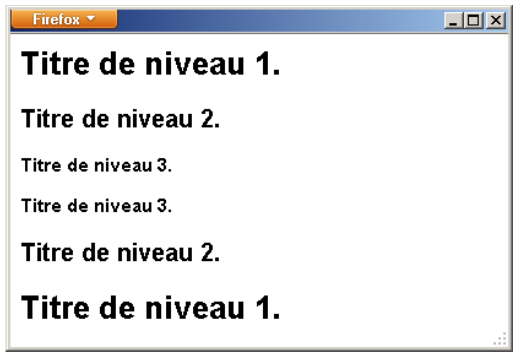 Firefox
Titre de niveau 1.
Titre de niveau 2.
Titre de niveau 3.
Titre de niveau 3.
Titre de niveau 2.
Titre de niveau 1.